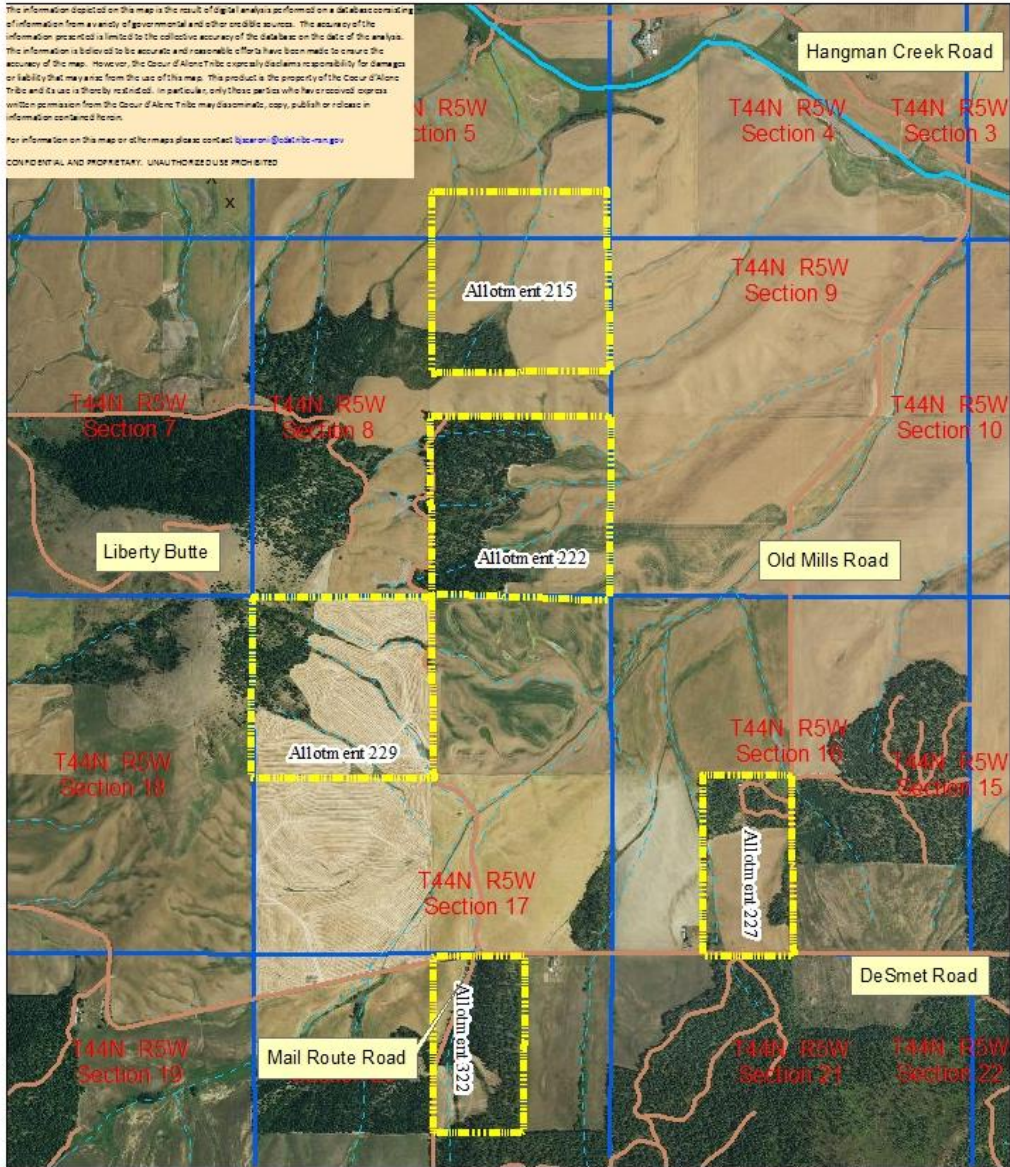 The information depicted on this map is the result of digital analysis performed on a database consisting
of information from a variety of governmental and other credible sources. The accuracy of the
information presented is limited to the collective accuracy of the database on the date of the analysis.
The information is believed to be accurate and reasonable efforts have been made to ensure the
accuracy of the map. However, the Coeur d'Alene Tribe expressly disclaims responsibility for damages
or liability that may arise from the use of this map. This product is the property of the Coeur d'Alene
Tribe and its use is thereby restricted. In particular, only those parties who have received express
written permission from the Coeur d'Alene Tribe may disseminate, copy, publish or release in
information contained herein.
For information on this map or other maps please contact
CONFIDENTIAL AND PROPRIETARY. UNAUTHORIZED USE PROHIBITED
Hangman Creek Road
R5W
ction 5
T44N R5W
Section 4
T44N R5W
Section 3
X
T44N R5W
Section 9
Allotment 215
T44N R5W
Section 7
T44N R5W
Section 8
T44N R5W
Section 10
Liberty Butte
Allotment 222
Old Mills Road
Allotment 229
T44N R5W
Section 18
T44N R5W
Section 16
T44N R5W
Section 15
Allotment 227
T44N R5W
Section 17
DeSmet Road
Mail Route Road
Allotment 322
T44N R5W
Section 19
T44N R5W
Section 21
T44N R5W
Section 22